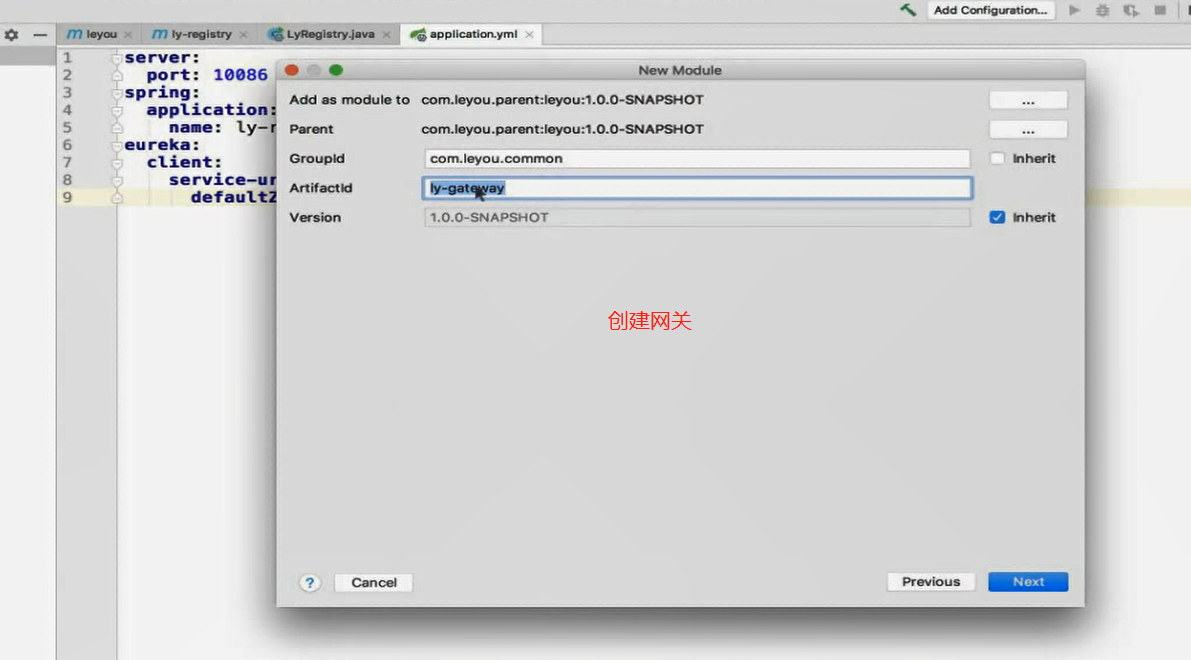 Add Configuration...
leyou
ly-registry
LyRegistry.java
application.yml
1 server:
2 port: 10086
3 spring:
4 application:
5 name: ly-r
6 eureka:
7 client:
8 service-ur
9 defaultZ
New Module
Add as module to com.leyou.parent:leyou:1.0.0-SNAPSHOT ...
Parent com.leyou.parent:leyou:1.0.0-SNAPSHOT ...
GroupId com.leyou.common Inherit
ArtifactId ly-gateway
Version 1.0.0-SNAPSHOT Inherit
创建网关
? Cancel Previous Next